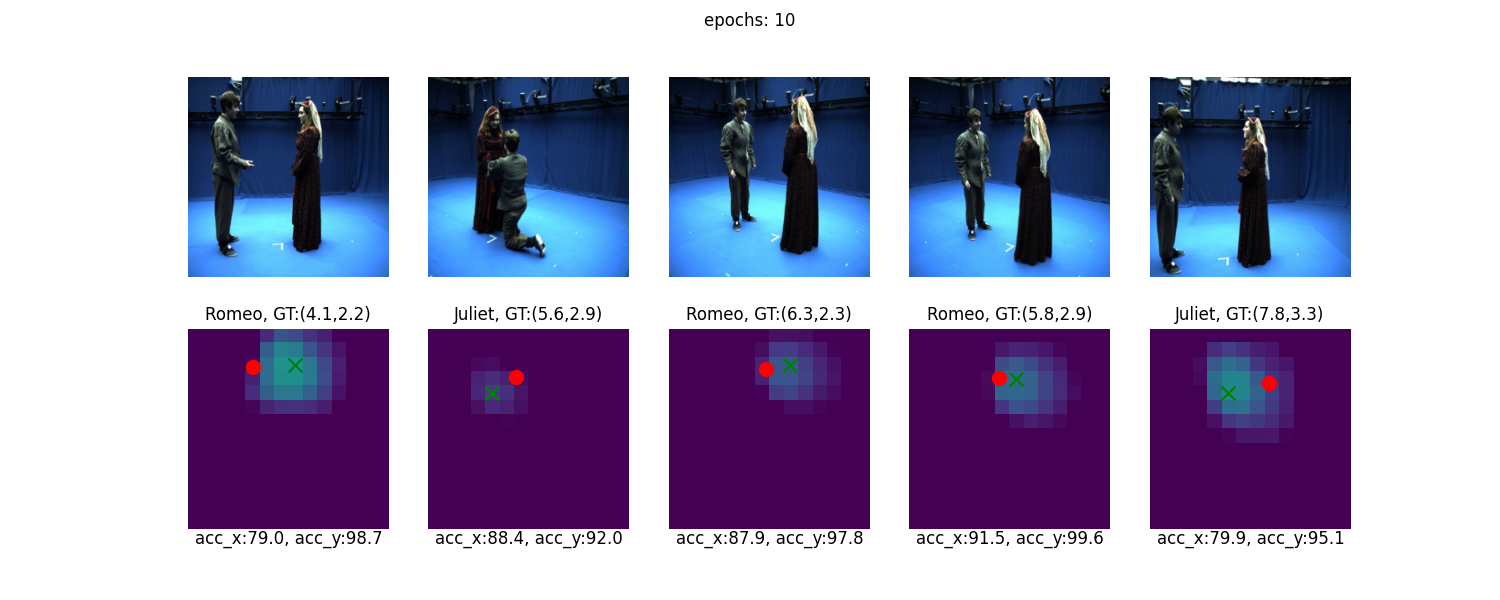 epochs: 10
Romeo, GT:(4.1,2.2)
Juliet, GT:(5.6,2.9)
Romeo, GT:(6.3,2.3)
Romeo, GT:(5.8,2.9)
Juliet, GT:(7.8,3.3)
acc_x:79.0, acc_y:98.7
acc_x:88.4, acc_y:92.0
acc_x:87.9, acc_y:97.8
acc_x:91.5, acc_y:99.6
acc_x:79.9, acc_y:95.1